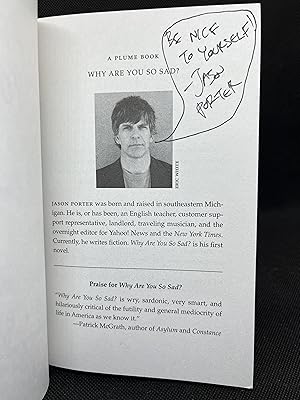 BE NICE
TO YOURSELF!
—JASON
PORTER
A PLUME BOOK
WHY ARE YOU SO SAD?
ERIC WHITE
JASON PORTER was born and raised in southeastern Mich-
igan. He is, or has been, an English teacher, customer sup-
port representative, landlord, traveling musician, and the
overnight editor for Yahoo! News and the New York Times.
Currently, he writes fiction. Why Are You So Sad? is his first
novel.
Praise for Why Are You So Sad?
“Why Are You So Sad? is wry, sardonic, very smart, and
hilariously critical of the futility and general mediocrity of
life in America as we know it.”
—Patrick McGrath, author of Asylum and Constance